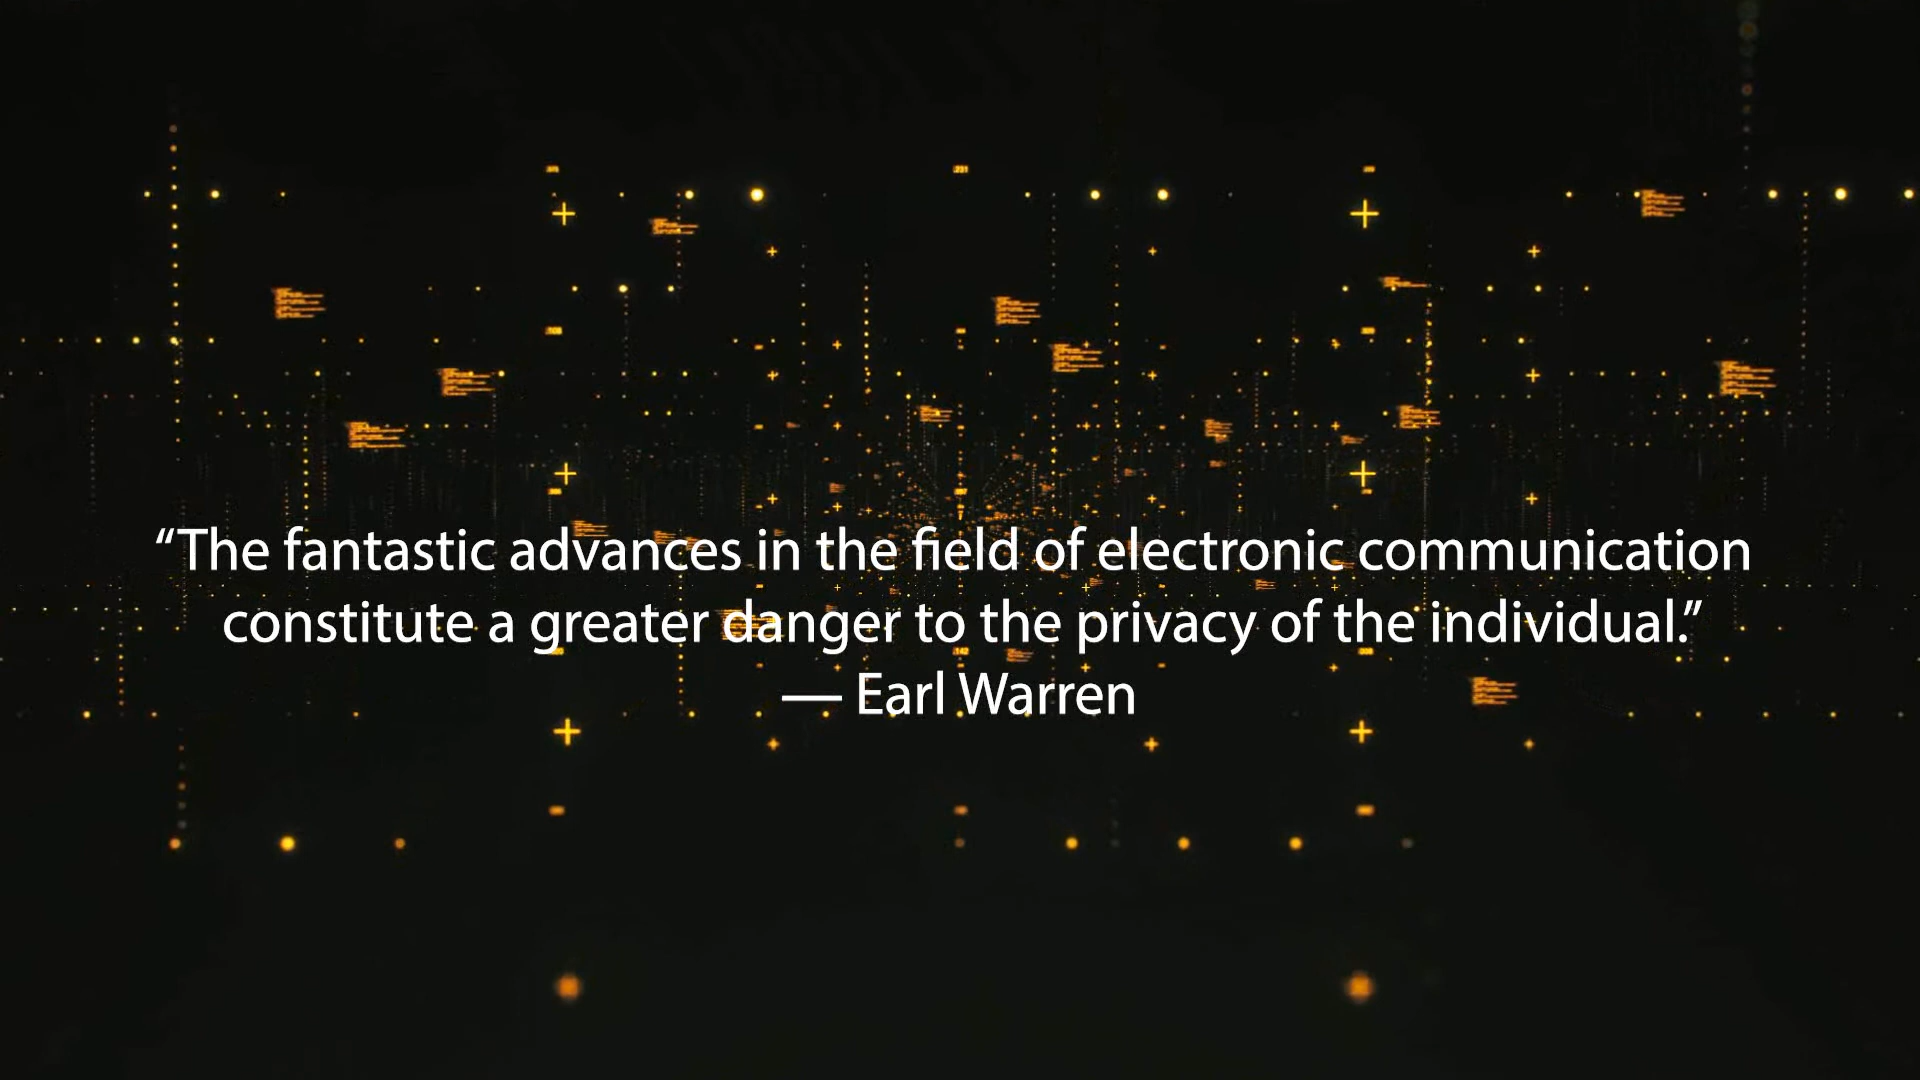 “The fantastic advances in the field of electronic communication
constitute a greater danger to the privacy of the individual.”
— Earl Warren